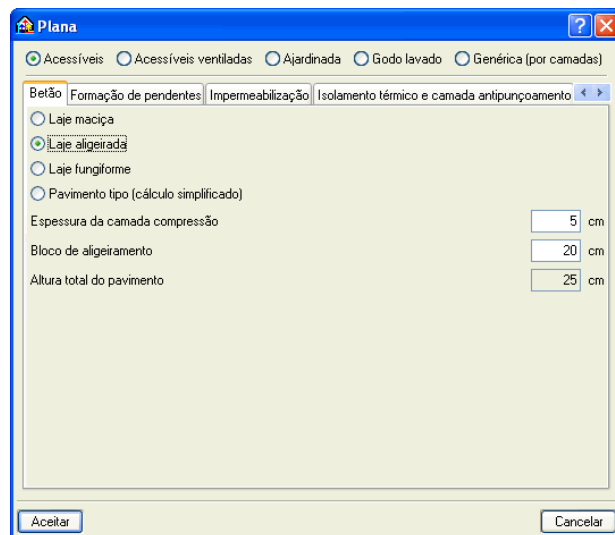 Plana
Acessíveis Acessíveis ventiladas Ajardinada Godo lavado Genérica (por camadas)
Betão Formação de pendentes Impermeabilização Isolamento térmico e camada antipunçoamento
Laje maciça
Laje aligeirada
Laje fungiforme
Pavimento tipo (cálculo simplificado)
Espessura da camada compressão 5 cm
Bloco de aligeiramento 20 cm
Altura total do pavimento 25 cm
Aceitar Cancelar